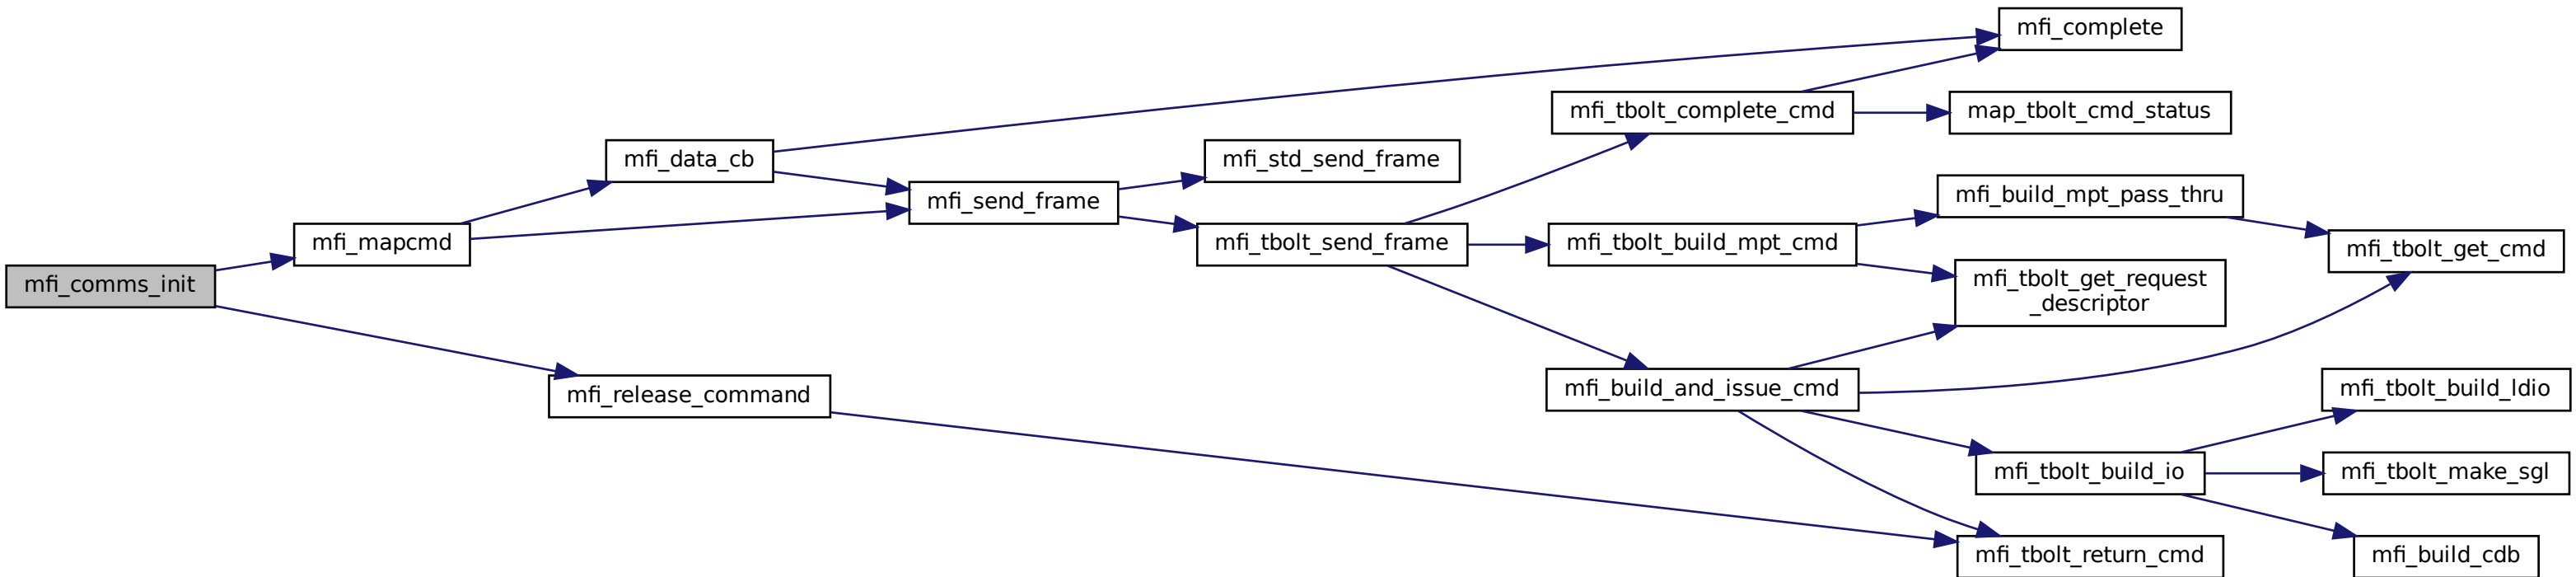 mfi_complete
mfi_tbolt_complete_cmd
map_tbolt_cmd_status
mfi_data_cb
mfi_std_send_frame
mfi_build_mpt_pass_thru
mfi_send_frame
mfi_mapcmd
mfi_tbolt_send_frame
mfi_tbolt_build_mpt_cmd
mfi_tbolt_get_cmd
mfi_comms_init
mfi_tbolt_get_request
_descriptor
mfi_release_command
mfi_build_and_issue_cmd
mfi_tbolt_build_ldio
mfi_tbolt_build_io
mfi_tbolt_make_sgl
mfi_tbolt_return_cmd
mfi_build_cdb